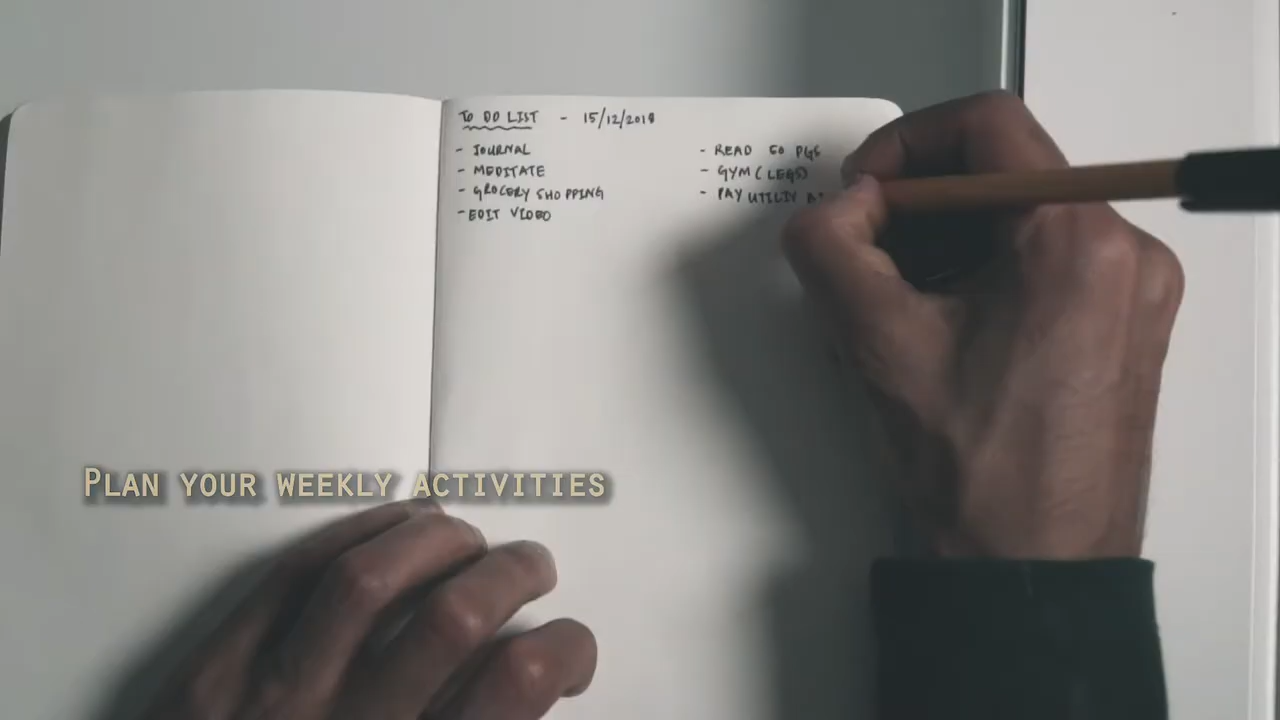 TO DO LIST - 15/12/2018
- JOURNAL
- MEDITATE
- GROCERY SHOPPING
- EDIT VIDEO
- READ 50 PGS
- GYM (LEGS)
- PAY UTILIY
PLAN YOUR WEEKLY ACTIVITIES